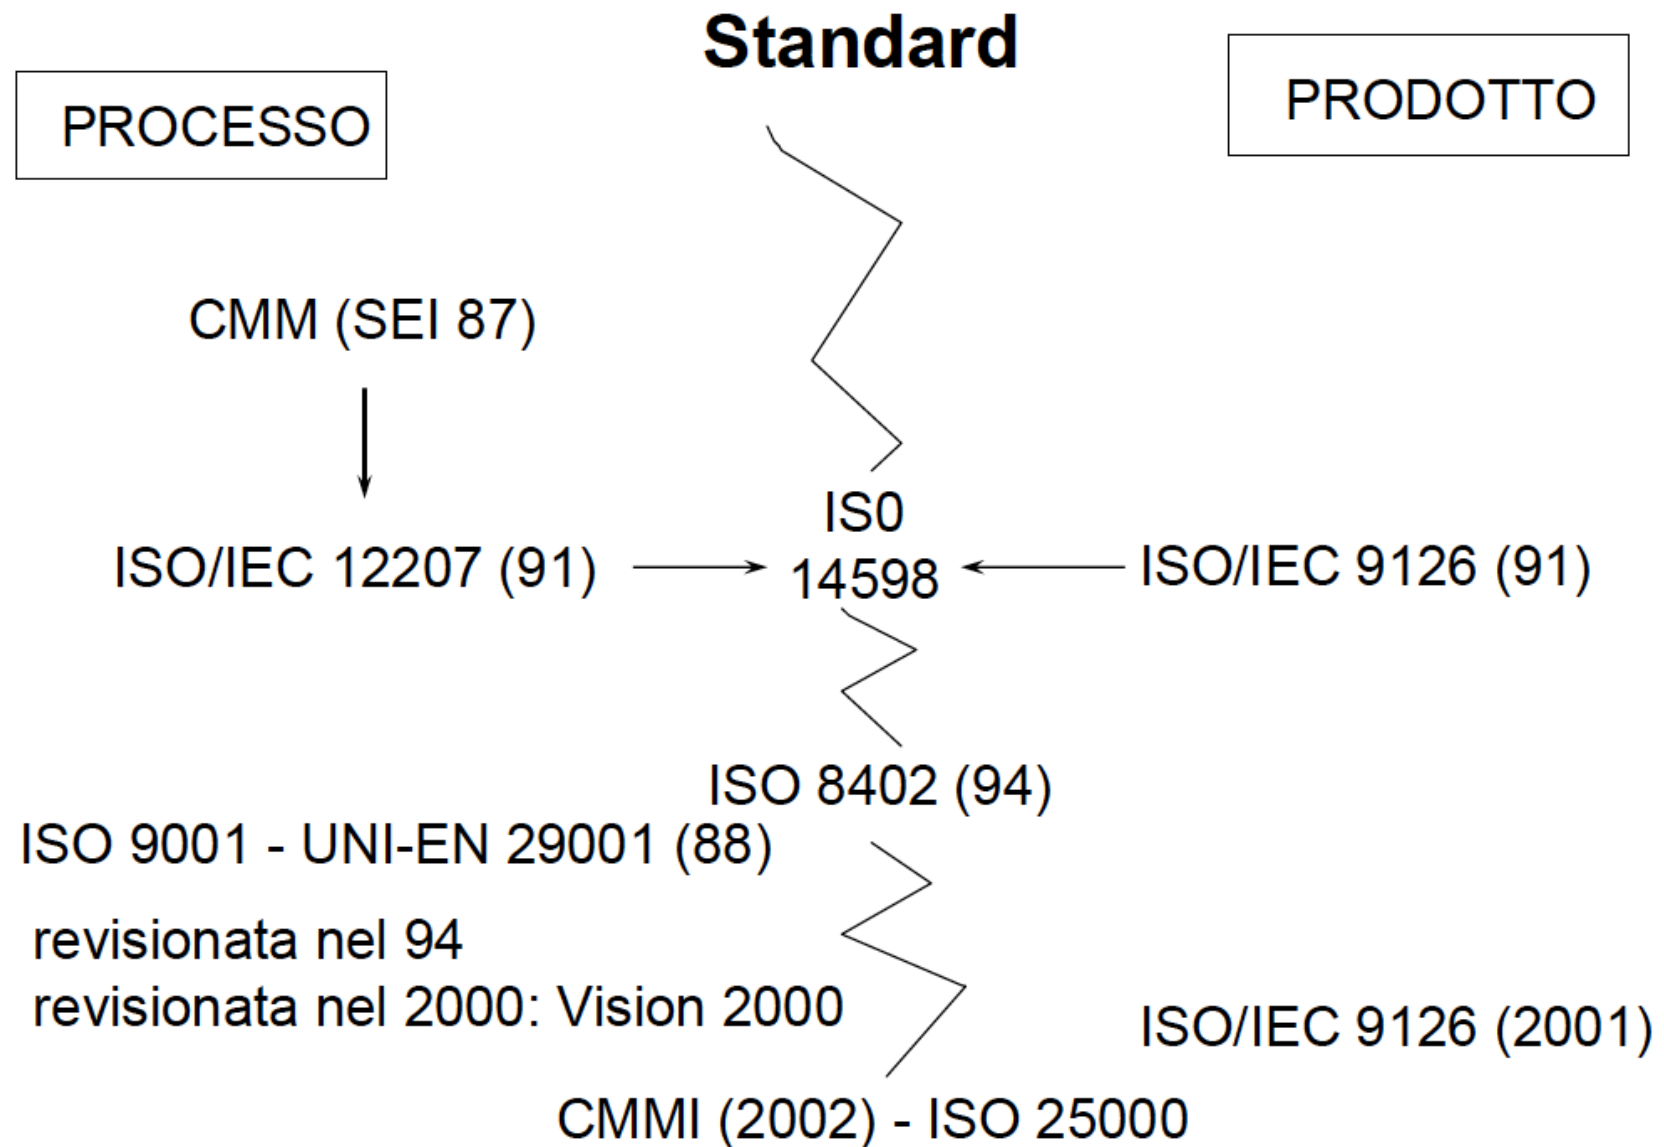 Standard
PROCESSO
PRODOTTO
CMM (SEI 87)
IS0
14598
ISO/IEC 12207 (91)
ISO/IEC 9126 (91)
ISO 8402 (94)
ISO 9001 - UNI-EN 29001 (88)
revisionata nel 94
revisionata nel 2000: Vision 2000
ISO/IEC 9126 (2001)
CMMI (2002) - ISO 25000